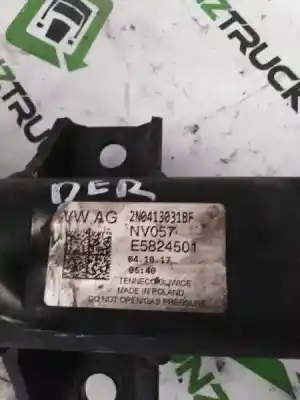 TRUCK
DER
VW AG 2N0413031BF
NV057
E5824501
04.10.17
06:40
TENNECO GLIWICE
MADE IN POLAND
DO NOT OPEN/GAS PRESSURE